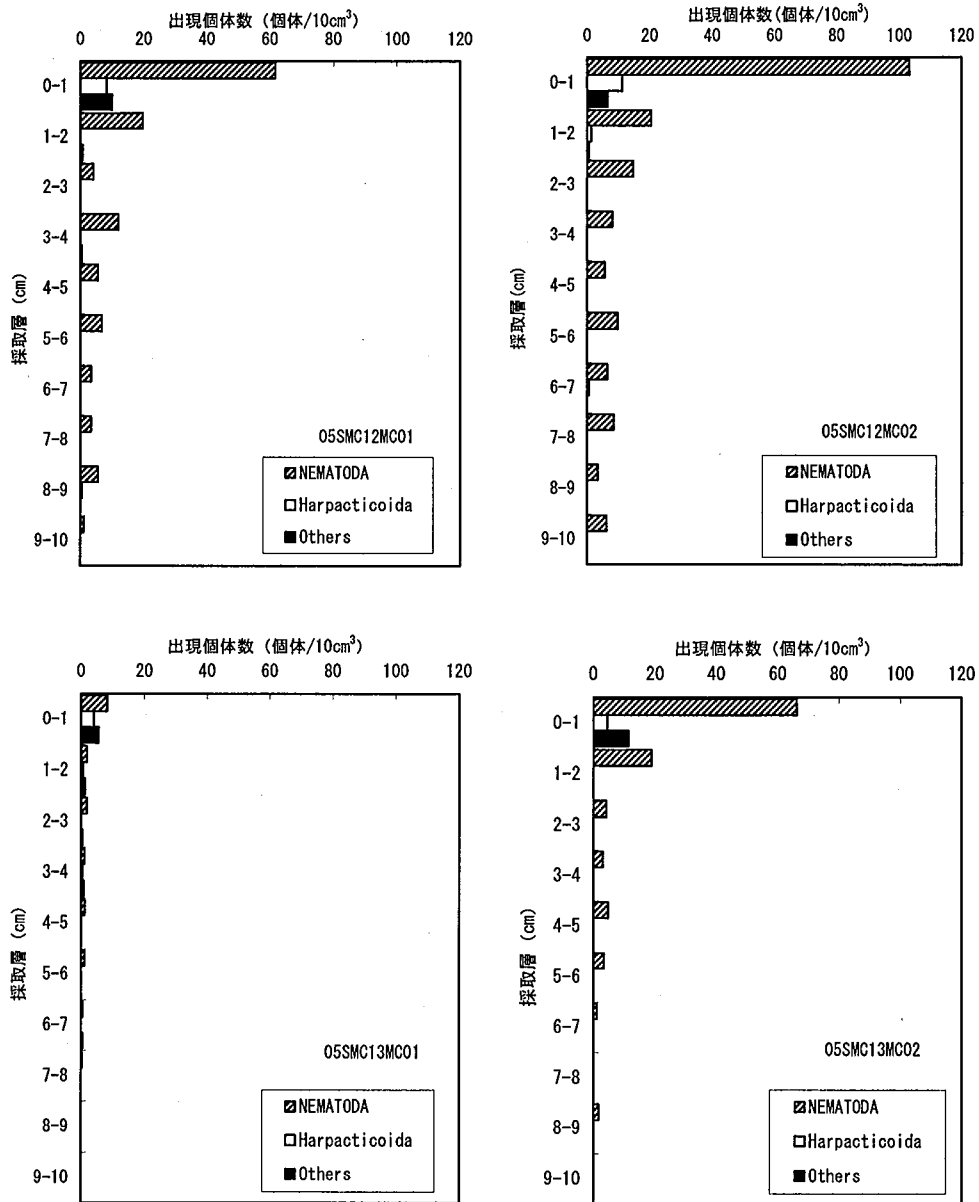 出現個体数 (個体/10cm³)
0 20 40 60 80 100 120
採取層 (cm)
0-1
1-2
2-3
3-4
4-5
5-6
6-7
7-8
8-9
9-10
05SMC12MC01
NEMATODA
Harpacticoida
Others
出現個体数(個体/10cm³)
0 20 40 60 80 100 120
採取層(cm)
0-1
1-2
2-3
3-4
4-5
5-6
6-7
7-8
8-9
9-10
05SMC12MC02
NEMATODA
Harpacticoida
Others
出現個体数 (個体/10cm³)
0 20 40 60 80 100 120
採取層 (cm)
0-1
1-2
2-3
3-4
4-5
5-6
6-7
7-8
8-9
9-10
05SMC13MC01
NEMATODA
Harpacticoida
Others
出現個体数 (個体/10cm³)
0 20 40 60 80 100 120
採取層 (cm)
0-1
1-2
2-3
3-4
4-5
5-6
6-7
7-8
8-9
9-10
05SMC13MC02
NEMATODA
Harpacticoida
Others